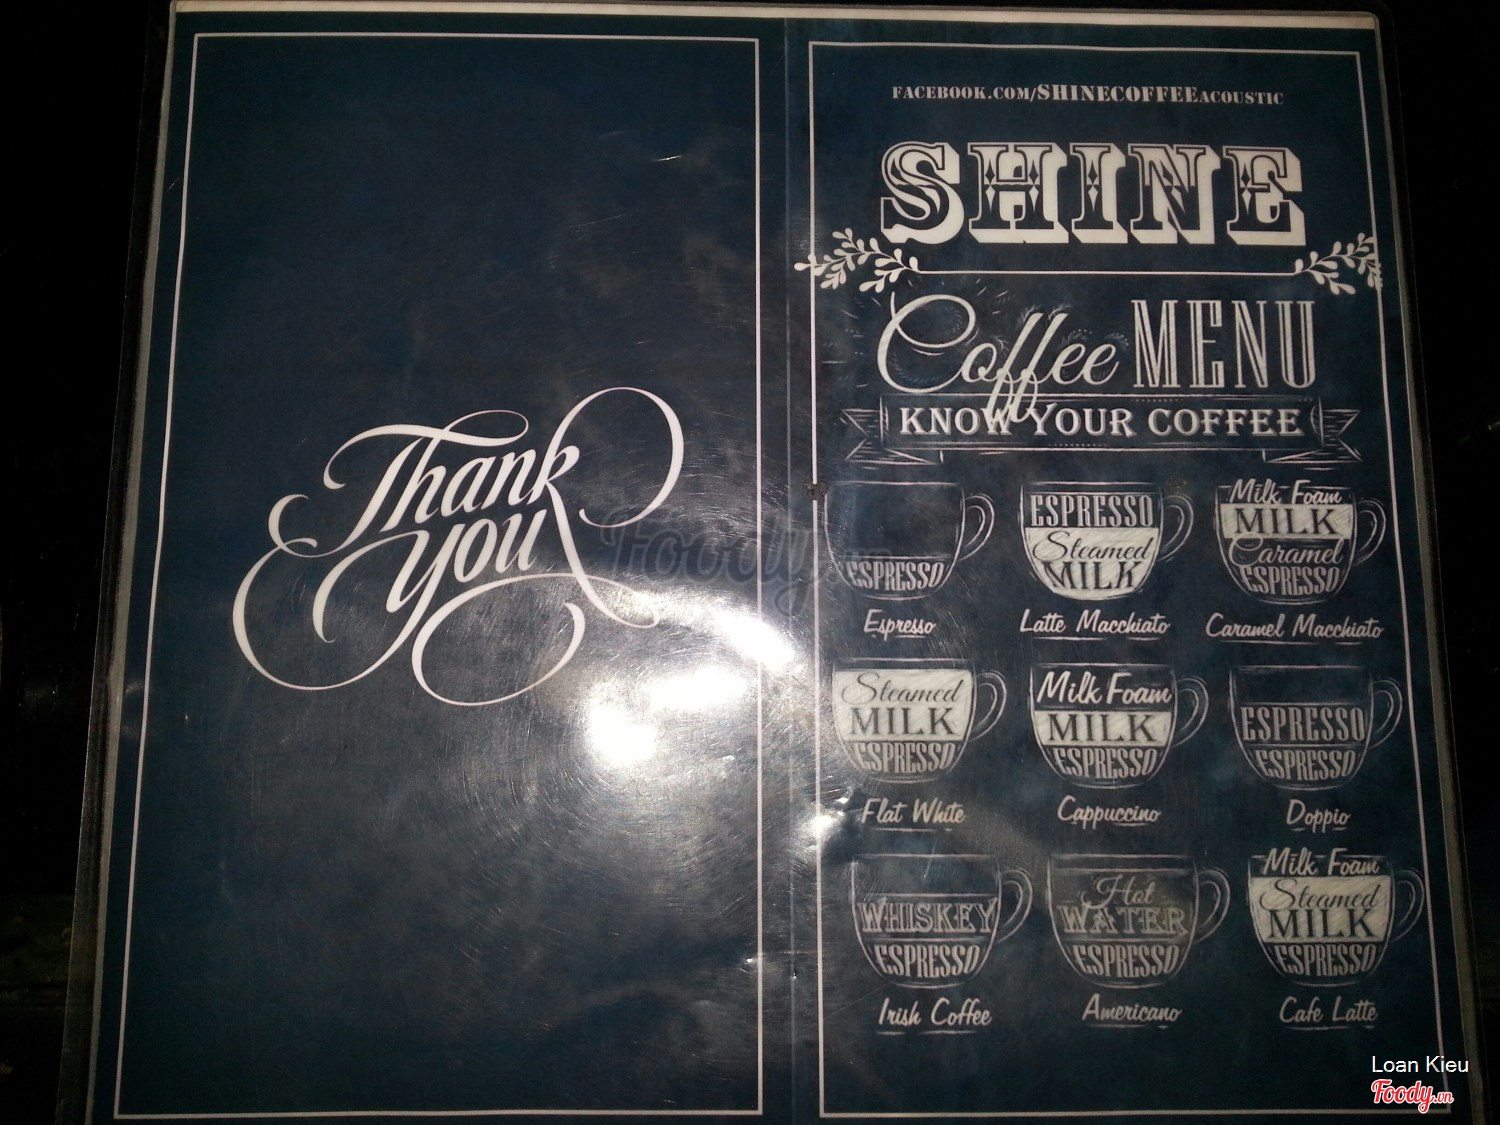 Thank
you
FACEBOOK.COM/SHINECOFFEEACOUSTIC
SHINE
Coffee MENU
KNOW YOUR COFFEE
ESPRESSO
Espresso
ESPRESSO
Steamed
MILK
Latte Macchiato
Milk Foam
MILK
Caramel
ESPRESSO
Caramel Macchiato
Steamed
MILK
ESPRESSO
Flat White
Milk Foam
MILK
ESPRESSO
Cappuccino
ESPRESSO
ESPRESSO
Doppio
WHISKEY
ESPRESSO
Irish Coffee
Hot
WATER
ESPRESSO
Americano
Milk Foam
Steamed
MILK
ESPRESSO
Cafe Latte
Foody.vn
Loan Kieu
Foody.vn